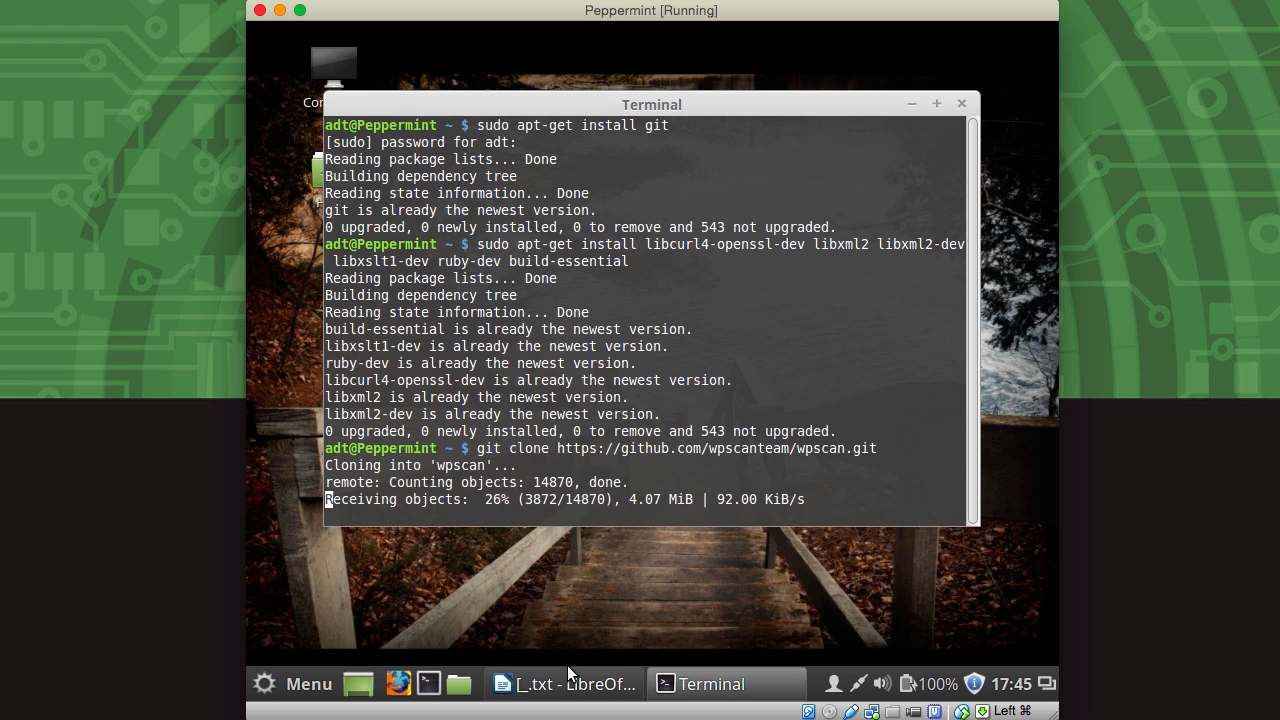 Peppermint [Running]
Terminal
adt@Peppermint ~ $ sudo apt-get install git
[sudo] password for adt:
Reading package lists... Done
Building dependency tree
Reading state information... Done
git is already the newest version.
0 upgraded, 0 newly installed, 0 to remove and 543 not upgraded.
adt@Peppermint ~ $ sudo apt-get install libcurl4-openssl-dev libxml2 libxml2-dev
libxslt1-dev ruby-dev build-essential
Reading package lists... Done
Building dependency tree
Reading state information... Done
build-essential is already the newest version.
libxslt1-dev is already the newest version.
ruby-dev is already the newest version.
libcurl4-openssl-dev is already the newest version.
libxml2 is already the newest version.
libxml2-dev is already the newest version.
0 upgraded, 0 newly installed, 0 to remove and 543 not upgraded.
adt@Peppermint ~ $ git clone https://github.com/wpscanteam/wpscan.git
Cloning into 'wpscan'...
remote: Counting objects: 14870, done.
Receiving objects:  26% (3872/14870), 4.07 MiB | 92.00 KiB/s
Menu [_.txt - LibreOf... Terminal 100% 17:45
Left ⌘